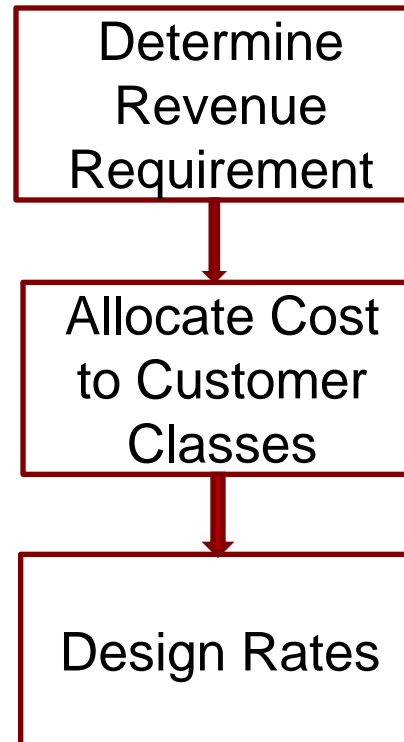 Determine
Revenue
Requirement
Allocate Cost
to Customer
Classes
Design Rates